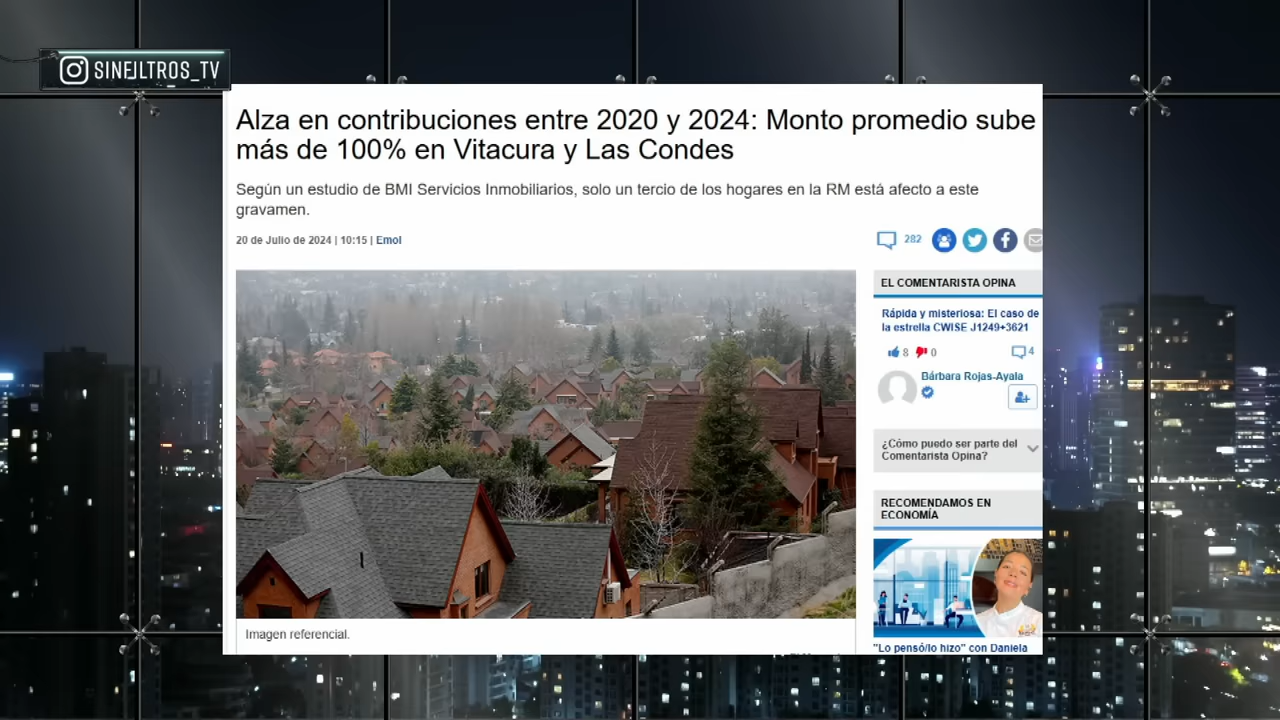 SINFILTROS_TV
Alza en contribuciones entre 2020 y 2024: Monto promedio sube
más de 100% en Vitacura y Las Condes
Según un estudio de BMI Servicios Inmobiliarios, solo un tercio de los hogares en la RM está afecto a este
gravamen.
20 de Julio de 2024 | 10:15 | Emol
282
EL COMENTARISTA OPINA
Rápida y misteriosa: El caso de
la estrella CWISE J1249+3621
8 0 4
Bárbara Rojas-Ayala
¿Cómo puedo ser parte del
Comentarista Opina?
RECOMENDAMOS EN
ECONOMÍA
"Lo pensó/lo hizo" con Daniela
Imagen referencial.